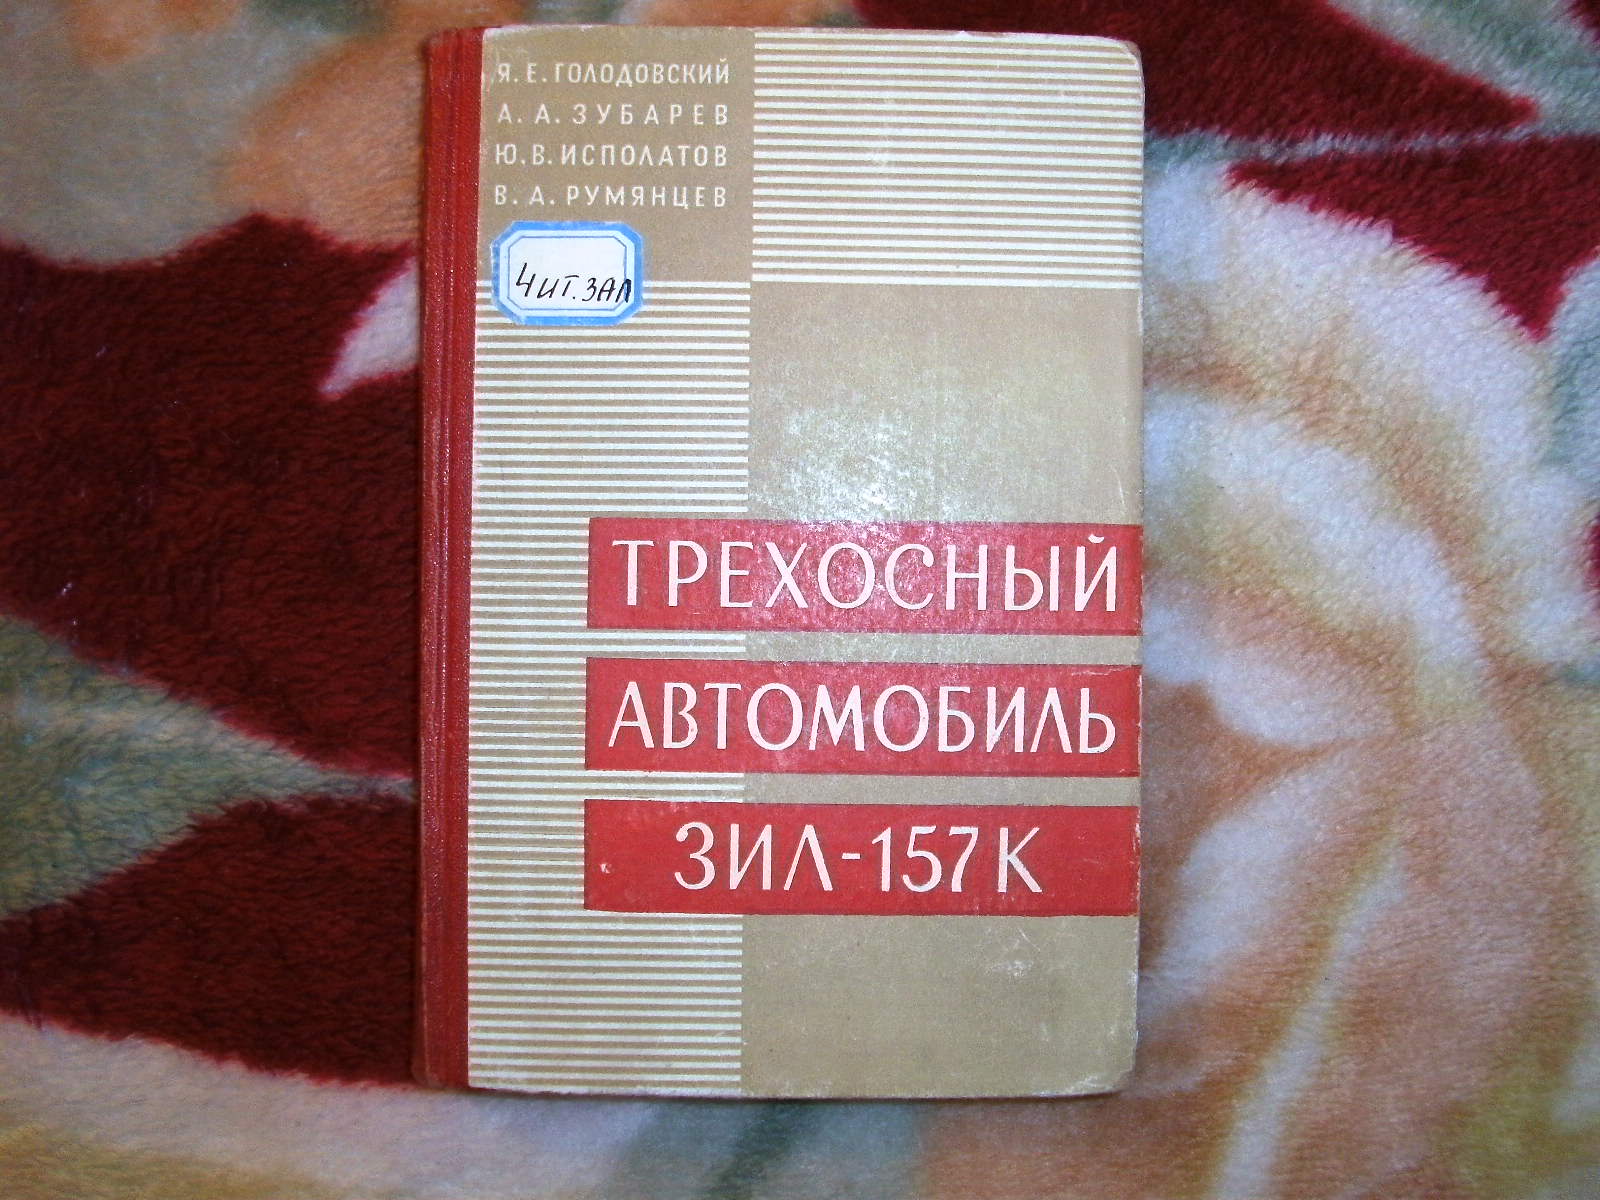 Я. Е. ГОЛОДОВСКИЙ
А. А. ЗУБАРЕВ
Ю. В. ИСПОЛАТОВ
В. А. РУМЯНЦЕВ
ЧИТ. ЗАЛ
ТРЕХОСНЫЙ
АВТОМОБИЛЬ
ЗИЛ-157К